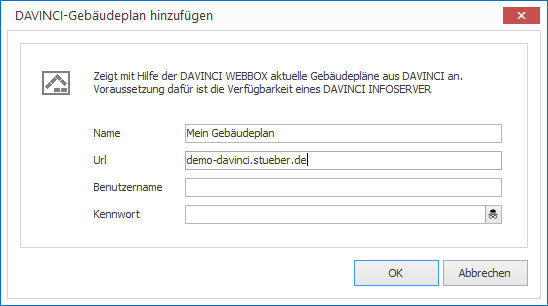 DAVINCI-Gebäudeplan hinzufügen
Zeigt mit Hilfe der DAVINCI WEBBOX aktuelle Gebäudepläne aus DAVINCI an.
Voraussetzung dafür ist die Verfügbarkeit eines DAVINCI INFOSERVER
Name
Mein Gebäudeplan
Url
demo-davinci.stueber.de
Benutzername
Kennwort
OK
Abbrechen